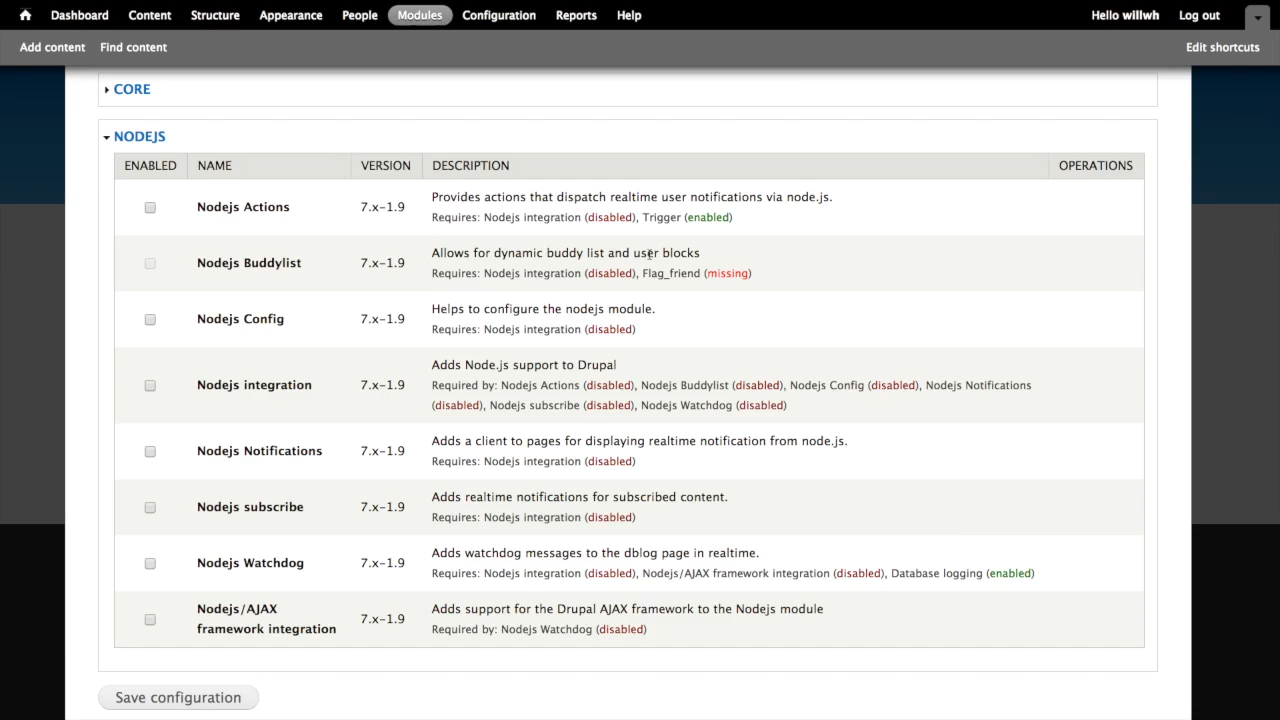 Dashboard Content Structure Appearance People Modules Configuration Reports Help Hello willwh Log out
Add content Find content Edit shortcuts
CORE
NODEJS
ENABLED NAME VERSION DESCRIPTION OPERATIONS
Nodejs Actions 7.x-1.9 Provides actions that dispatch realtime user notifications via node.js.
Requires: Nodejs integration (disabled), Trigger (enabled)
Nodejs Buddylist 7.x-1.9 Allows for dynamic buddy list and user blocks
Requires: Nodejs integration (disabled), Flag_friend (missing)
Nodejs Config 7.x-1.9 Helps to configure the nodejs module.
Requires: Nodejs integration (disabled)
Nodejs integration 7.x-1.9 Adds Node.js support to Drupal
Required by: Nodejs Actions (disabled), Nodejs Buddylist (disabled), Nodejs Config (disabled), Nodejs Notifications
(disabled), Nodejs subscribe (disabled), Nodejs Watchdog (disabled)
Nodejs Notifications 7.x-1.9 Adds a client to pages for displaying realtime notification from node.js.
Requires: Nodejs integration (disabled)
Nodejs subscribe 7.x-1.9 Adds realtime notifications for subscribed content.
Requires: Nodejs integration (disabled)
Nodejs Watchdog 7.x-1.9 Adds watchdog messages to the dblog page in realtime.
Requires: Nodejs integration (disabled), Nodejs/AJAX framework integration (disabled), Database logging (enabled)
Nodejs/AJAX
framework integration 7.x-1.9 Adds support for the Drupal AJAX framework to the Nodejs module
Required by: Nodejs Watchdog (disabled)
Save configuration